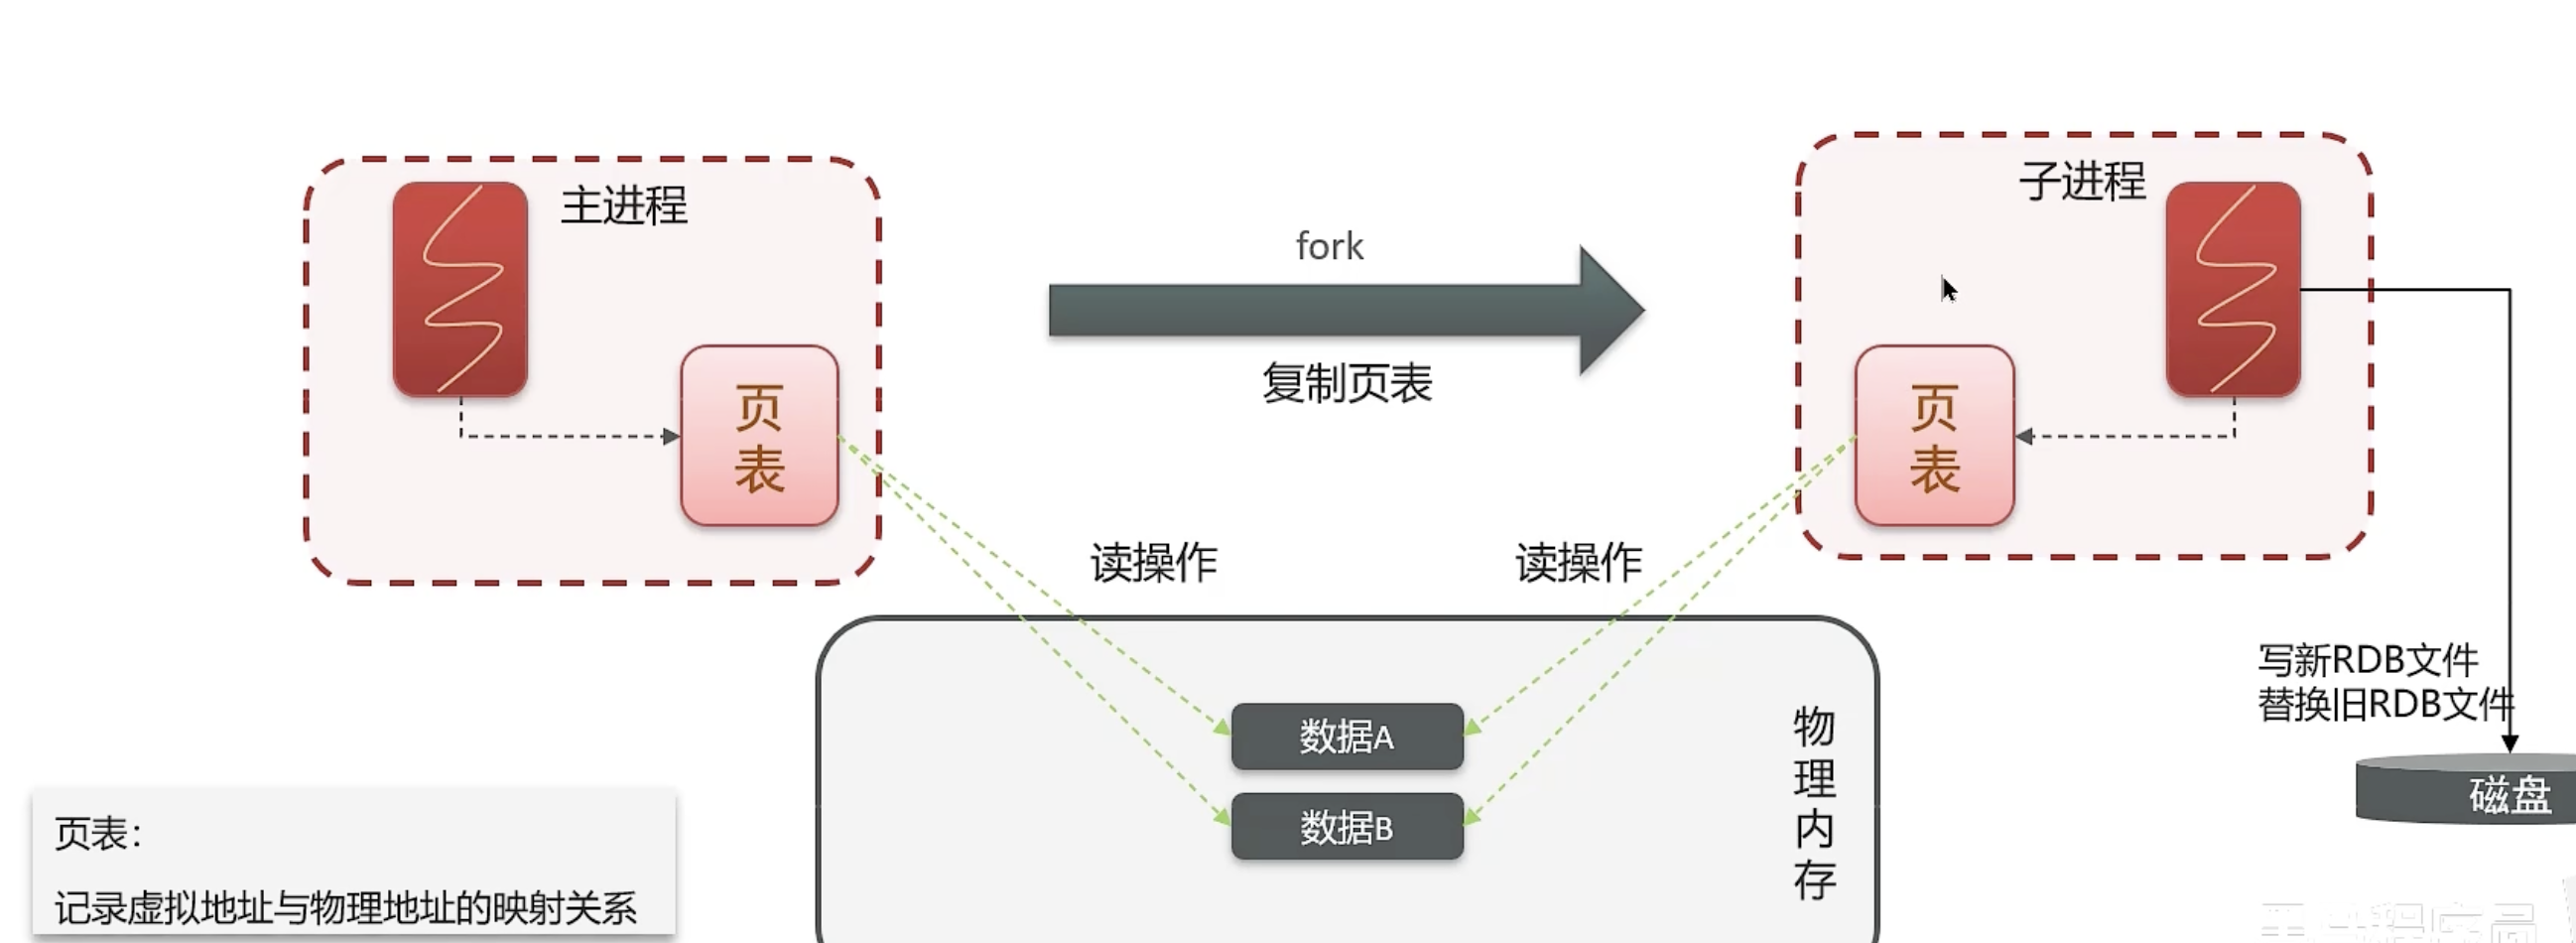 主进程
页表
fork
复制页表
子进程
页表
读操作
读操作
数据A
数据B
物理内存
写新RDB文件
替换旧RDB文件
磁盘
页表：
记录虚拟地址与物理地址的映射关系